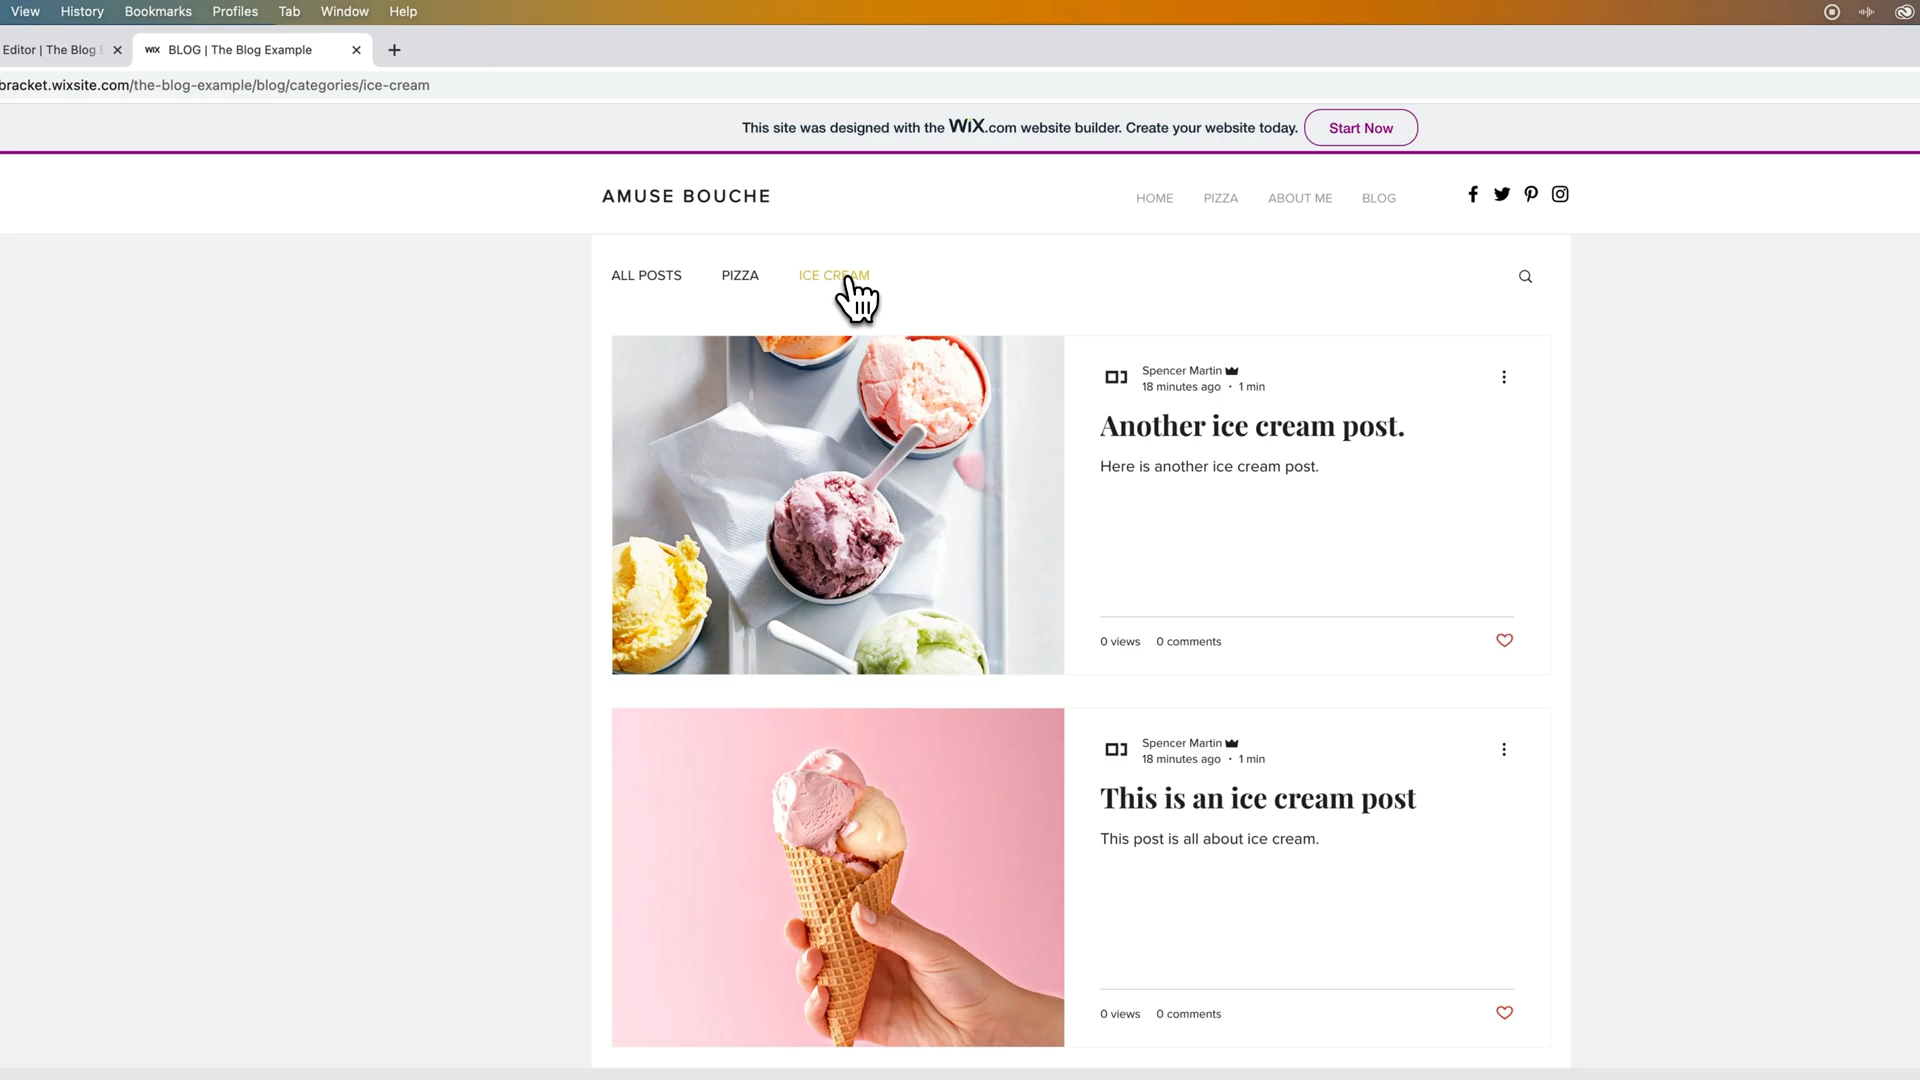 View History Bookmarks Profiles Tab Window Help
Editor | The Blog
WIX BLOG | The Blog Example
bracket.wixsite.com/the-blog-example/blog/categories/ice-cream
This site was designed with the WiX.com website builder. Create your website today. Start Now
AMUSE BOUCHE
HOME PIZZA ABOUT ME BLOG
ALL POSTS PIZZA ICE CREAM
Spencer Martin
18 minutes ago · 1 min
Another ice cream post.
Here is another ice cream post.
0 views 0 comments
Spencer Martin
18 minutes ago · 1 min
This is an ice cream post
This post is all about ice cream.
0 views 0 comments